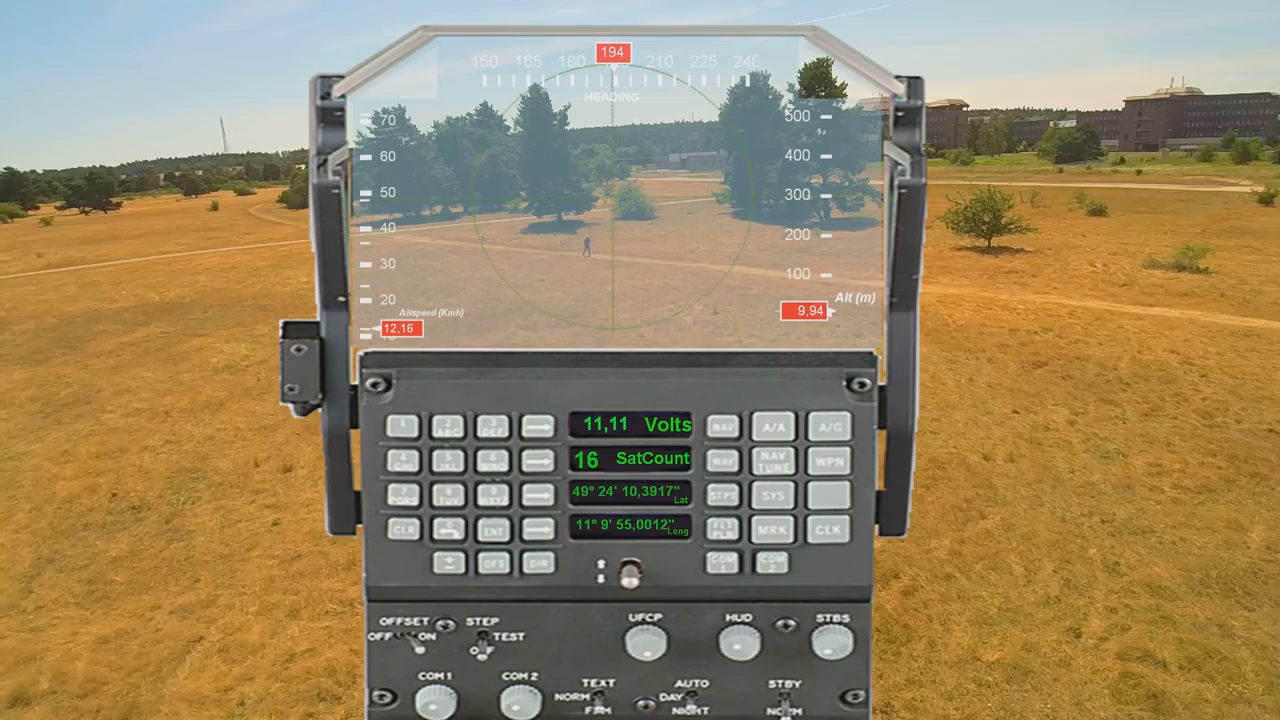 194
150 165 180 210 225 240
HEADING
70
60
50
40
30
20
500
400
300
200
100
Alt (m)
9,94
Airspeed (Kmh)
12,16
11,11 Volts
16 SatCount
49° 24' 10,3917" Lat
11° 9' 55,0012" Long
1 2 ABC 3 DEF
4 GHI 5 JKL 6 MNO
7 PQRS 8 TUV 9 WXYZ
CLR 0 ENT
OFS DIR
NAV A/A A/G
WAY NAV TUNE WPN
STPT SYS
FLT PLN MRK CLK
COM 1 COM 2
OFFSET
OFF ON
STEP
TEST
OFF
UFCP
HUD
STBS
COM 1
COM 2
TEXT
NORM
AUTO
DAY
NIGHT
STBY
NORM